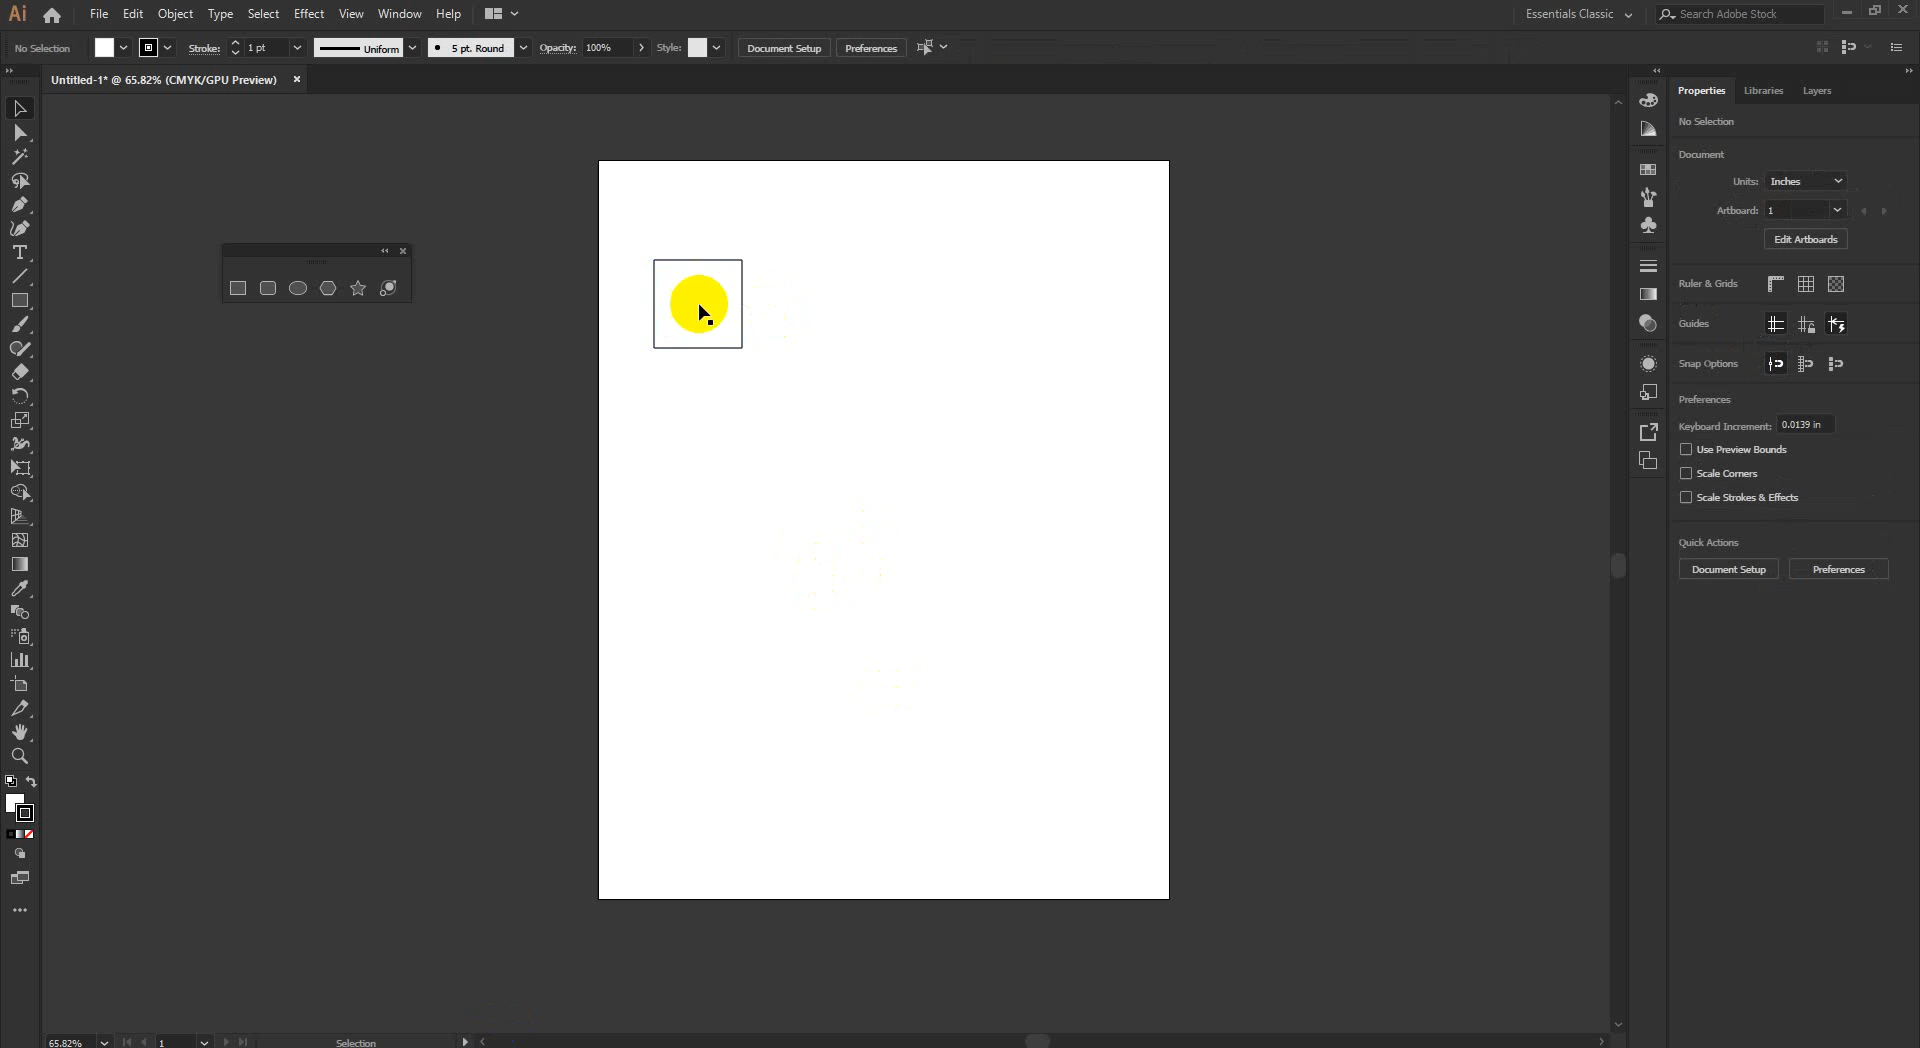 Ai File Edit Object Select Effect View Window Help Essentials Classic Search Adobe Stock
No Selection Stroke: 1 pt Uniform 5 pt. Round Opacity: 100% Style: Document Setup Preferences
Untitled-1* @ 65.82% (CMYK/GPU Preview)
Properties Libraries Layers
No Selection
Document
Units: Inches
Artboard: 1
Edit Artboards
Ruler & Grids
Guides
Snap Options
Preferences
Keyboard Increment: 0.0139 in
Use Preview Bounds
Scale Corners
Scale Strokes & Effects
Quick Actions
Document Setup Preferences
65.82% 1 Selection